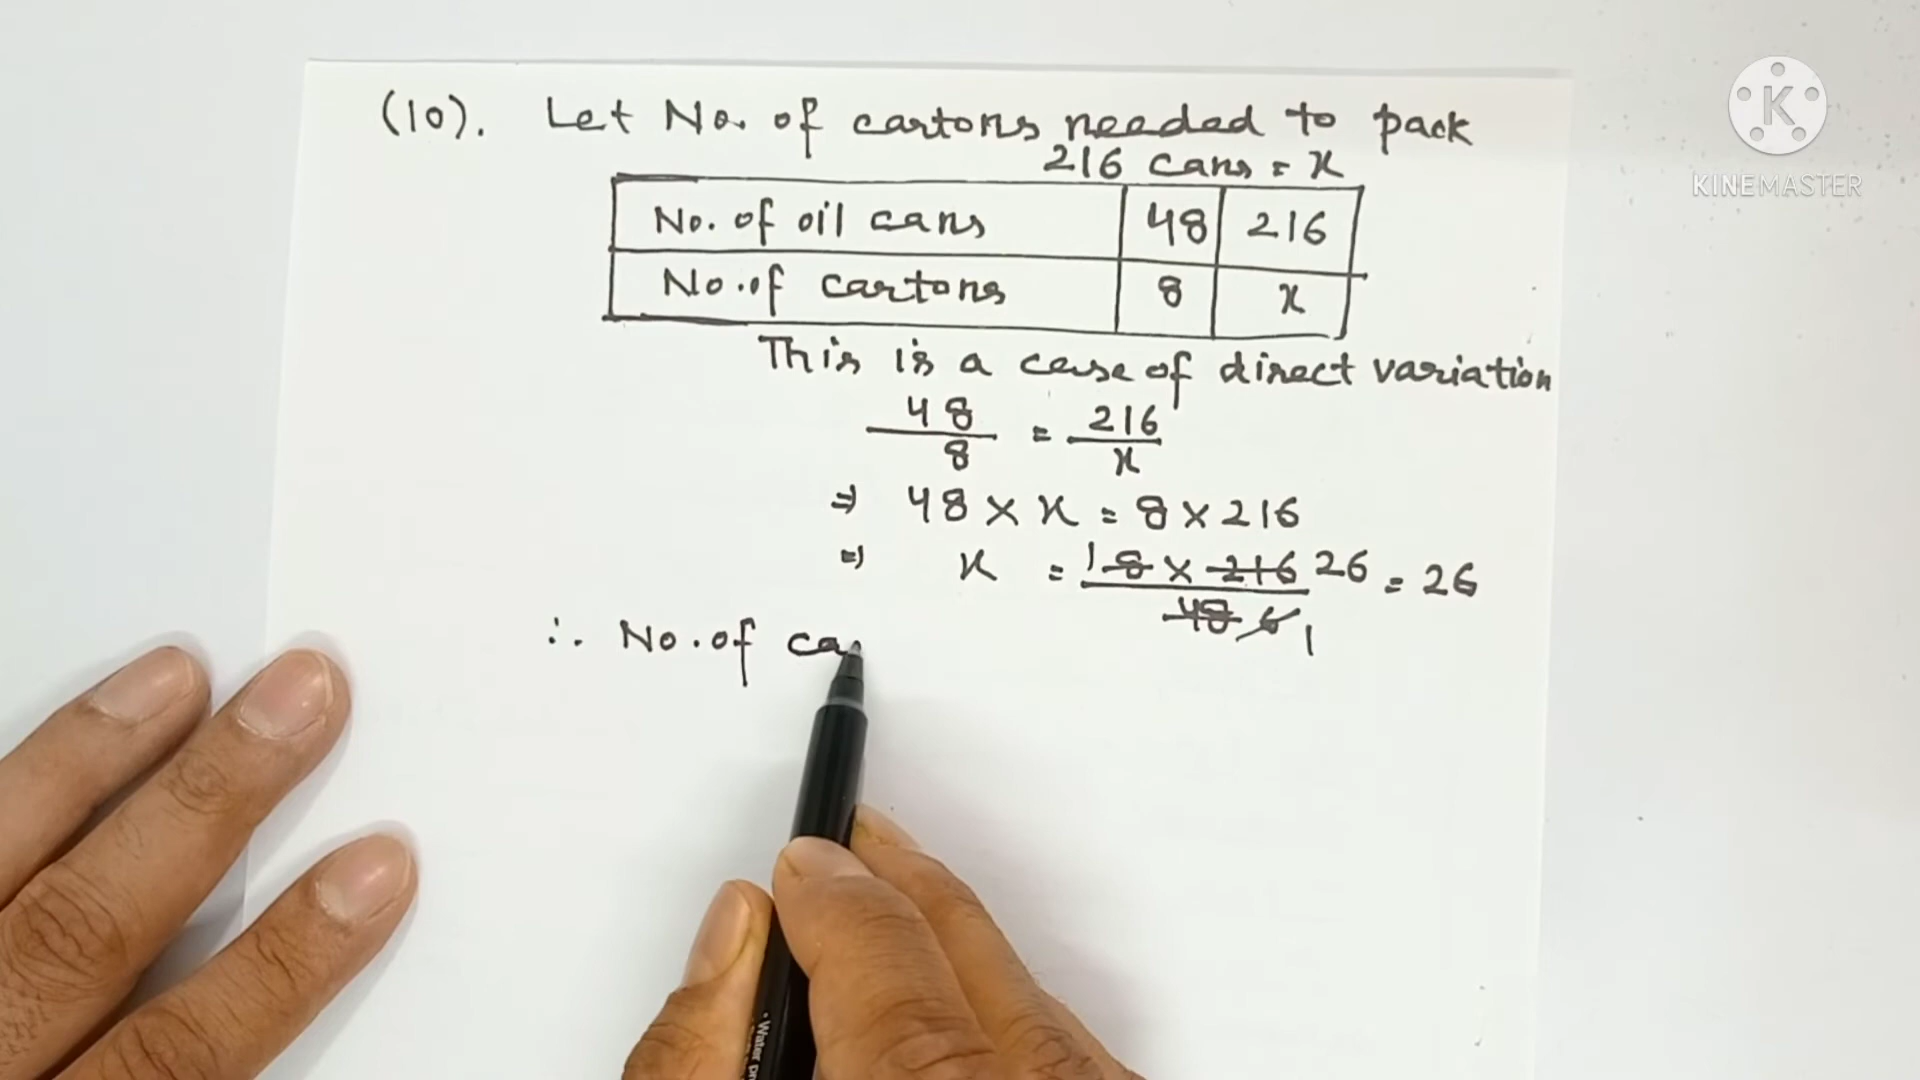 (10). Let No. of cartons needed to pack
216 cans = x
No. of oil cans 48 216
No. of cartons 8 x
This is a case of direct variation
48/8 = 216/x
⇒ 48 × x = 8 × 216
⇒ x = 1 8 × 216 26 / 48 6 1 = 26
∴ No. of ca
K
KINEMASTER